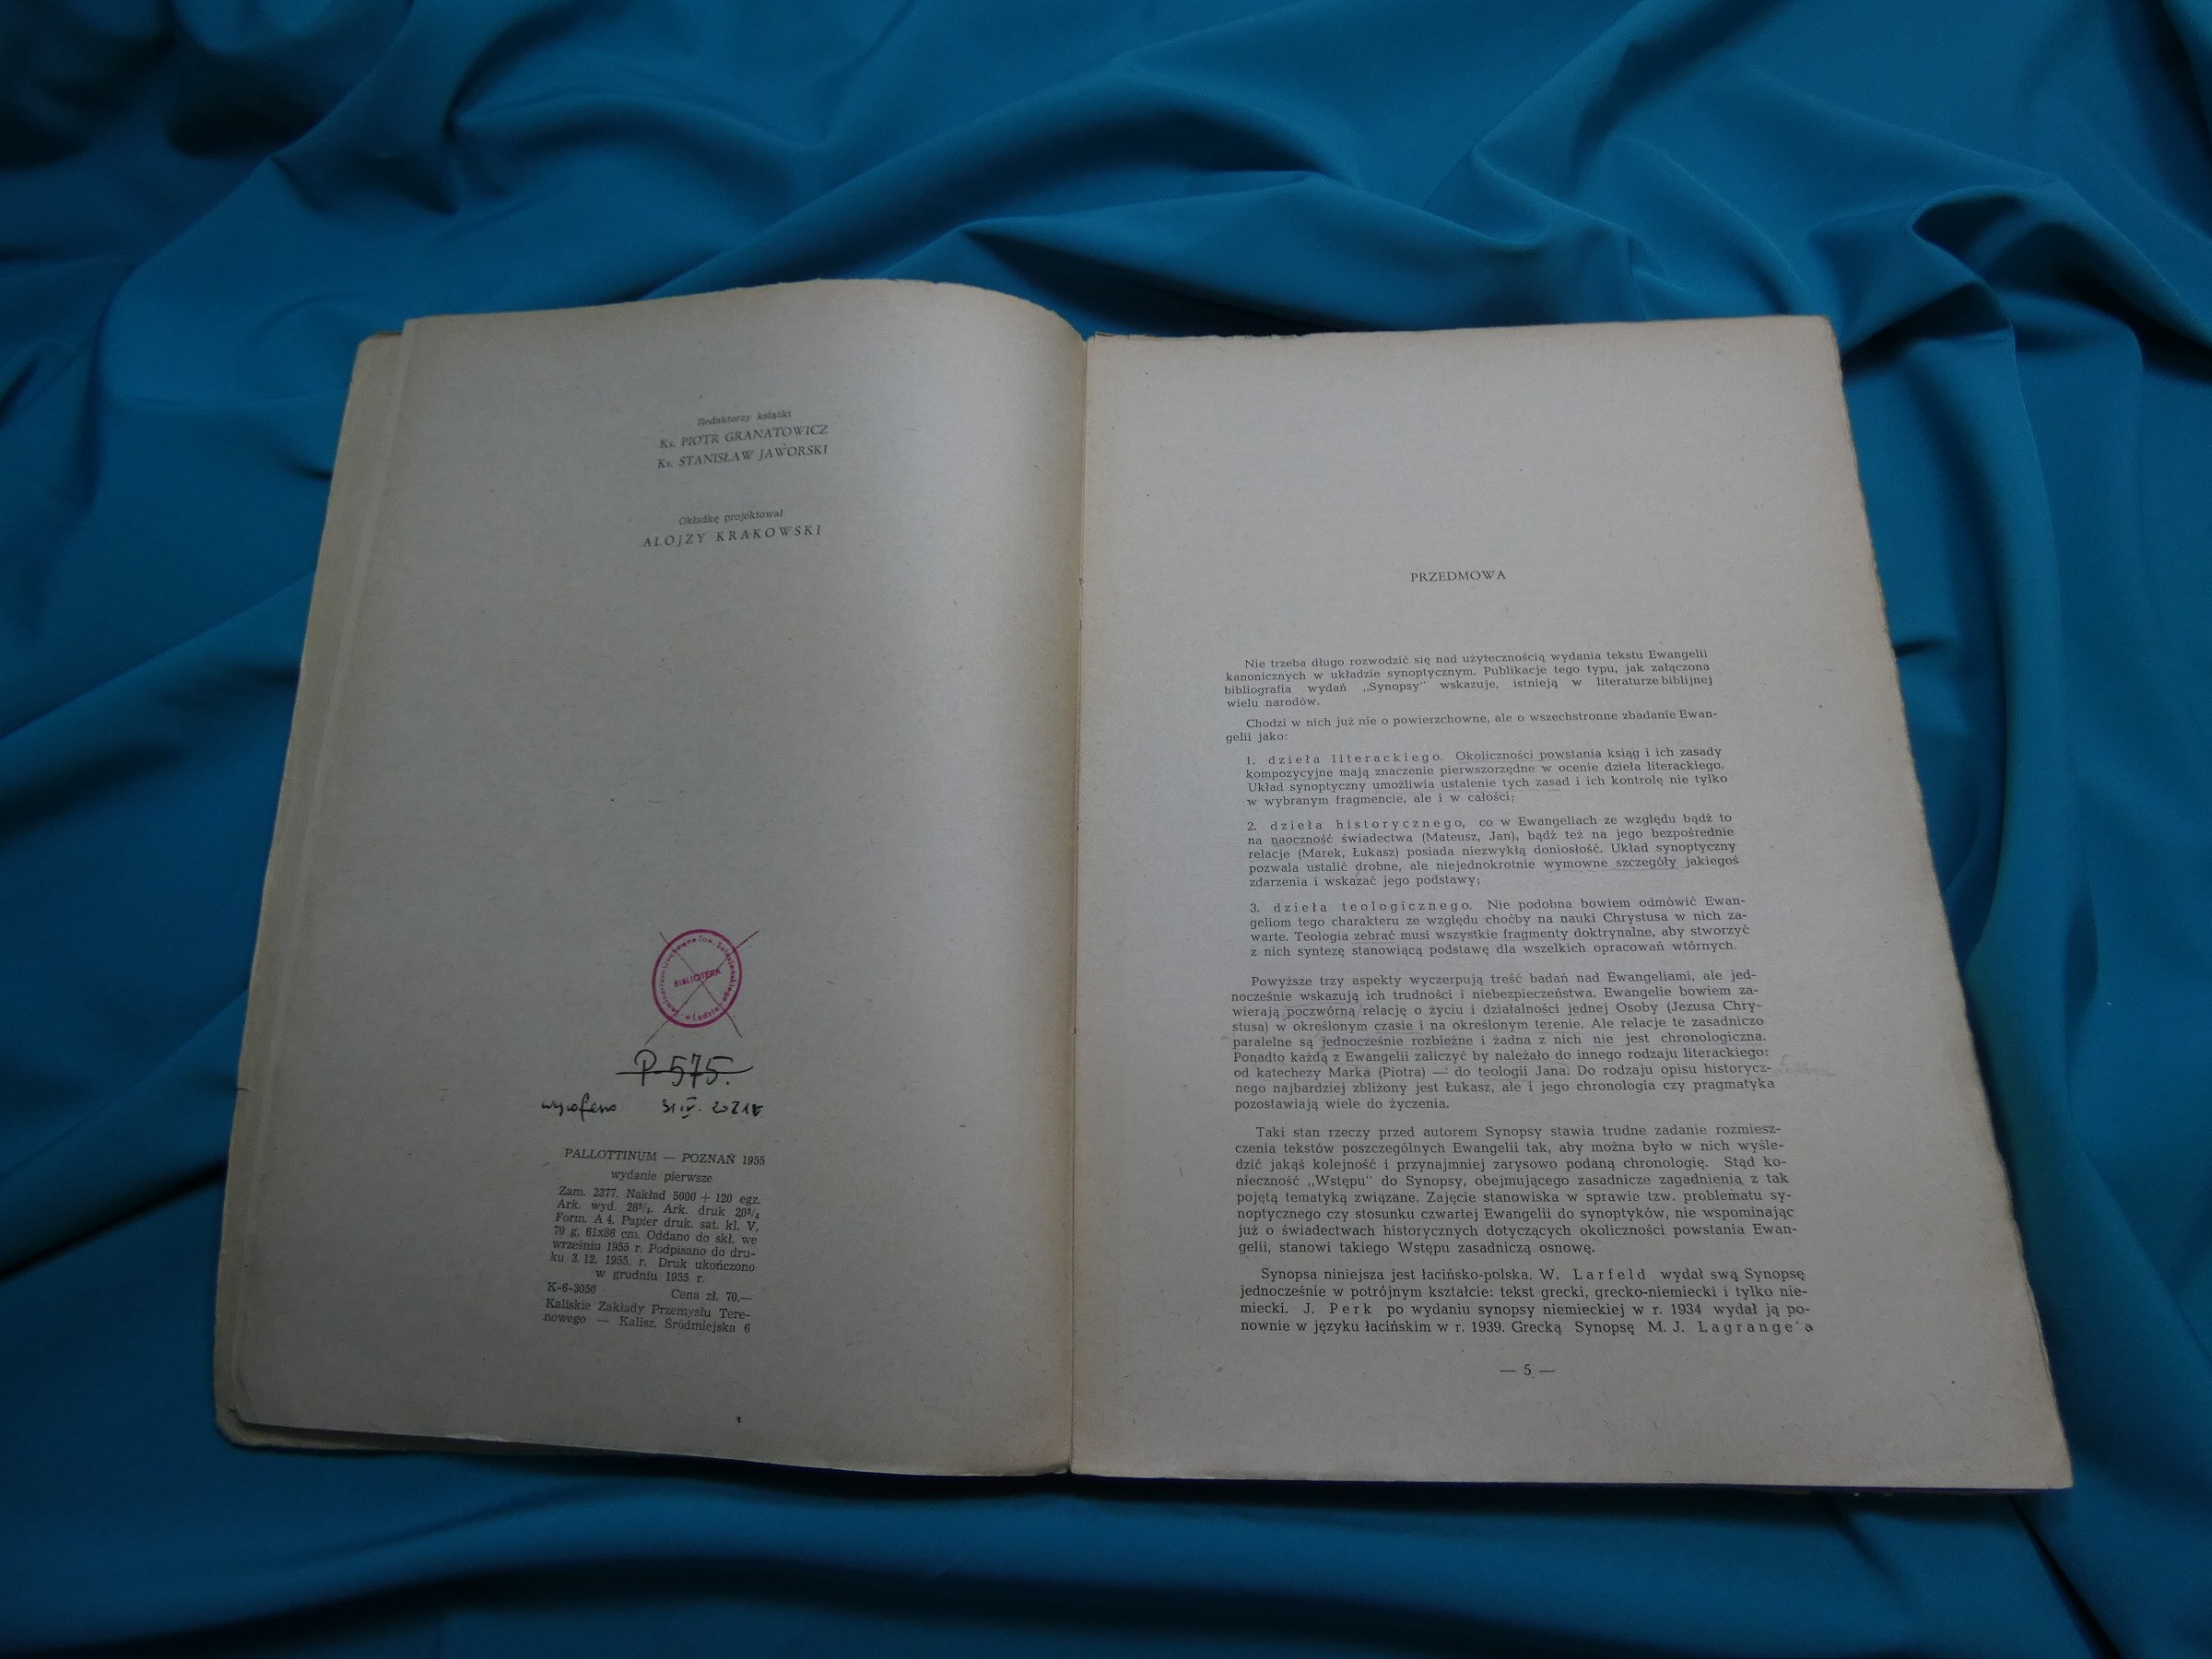 Redaktorzy książki
Ks. PIOTR GRANATOWICZ
Ks. STANISŁAW JAWORSKI
Okładkę projektował
ALOJZY KRAKOWSKI
BIBLIOTEKA
P-575.
31.IV. 2021r
PALLOTTINUM — POZNAŃ 1955
wydanie pierwsze
Zam. 2377. Nakład 5000 + 120 egz.
Ark. wyd. 28³/₄. Ark. druk 20³/₄
Form. A 4. Papier druk. sat. kl. V.
70 g, 61x86 cm. Oddano do skł. we
wrześniu 1955 r. Podpisano do dru-
ku 3. 12. 1955. r. Druk ukończono
w grudniu 1955 r.
K-6-3050 Cena zł. 70.—
Kaliskie Zakłady Przemysłu Tere-
nowego — Kalisz, Śródmiejska 6
PRZEDMOWA
Nie trzeba długo rozwodzić się nad użytecznością wydania tekstu Ewangelii
kanonicznych w układzie synoptycznym. Publikacje tego typu, jak załączona
bibliografia wydań „Synopsy" wskazuje, istnieją w literaturze biblijnej
wielu narodów.
Chodzi w nich już nie o powierzchowne, ale o wszechstronne zbadanie Ewan-
gelii jako:
1. dzieła literackiego. Okoliczności powstania ksiąg i ich zasady
kompozycyjne mają znaczenie pierwszorzędne w ocenie dzieła literackiego.
Układ synoptyczny umożliwia ustalenie tych zasad i ich kontrolę nie tylko
w wybranym fragmencie, ale i w całości;
2. dzieła historycznego, co w Ewangeliach ze względu bądź to
na naoczność świadectwa (Mateusz, Jan), bądź też na jego bezpośrednie
relacje (Marek, Łukasz) posiada niezwykłą doniosłość. Układ synoptyczny
pozwala ustalić drobne, ale niejednokrotnie wymowne szczegóły jakiegoś
zdarzenia i wskazać jego podstawy;
3. dzieła teologicznego. Nie podobna bowiem odmówić Ewan-
geliom tego charakteru ze względu choćby na nauki Chrystusa w nich za-
warte. Teologia zebrać musi wszystkie fragmenty doktrynalne, aby stworzyć
z nich syntezę stanowiącą podstawę dla wszelkich opracowań wtórnych.
Powyższe trzy aspekty wyczerpują treść badań nad Ewangeliami, ale jed-
nocześnie wskazują ich trudności i niebezpieczeństwa. Ewangelie bowiem za-
wierają poczwórną relację o życiu i działalności jednej Osoby (Jezusa Chry-
stusa) w określonym czasie i na określonym terenie. Ale relacje te zasadniczo
paralelne są jednocześnie rozbieżne i żadna z nich nie jest chronologiczna.
Ponadto każdą z Ewangelii zaliczyć by należało do innego rodzaju literackiego:
od katechezy Marka (Piotra) — do teologii Jana. Do rodzaju opisu historycz-
nego najbardziej zbliżony jest Łukasz, ale i jego chronologia czy pragmatyka
pozostawiają wiele do życzenia.
Taki stan rzeczy przed autorem Synopsy stawia trudne zadanie rozmiesz-
czenia tekstów poszczególnych Ewangelii tak, aby można było w nich wyśle-
dzić jakąś kolejność i przynajmniej zarysowo podaną chronologię. Stąd ko-
nieczność „Wstępu" do Synopsy, obejmującego zasadnicze zagadnienia z tak
pojętą tematyką związane. Zajęcie stanowiska w sprawie tzw. problematu sy-
noptycznego czy stosunku czwartej Ewangelii do synoptyków, nie wspominając
już o świadectwach historycznych dotyczących okoliczności powstania Ewan-
gelii, stanowi takiego Wstępu zasadniczą osnowę.
Synopsa niniejsza jest łacińsko-polska. W. Larfeld wydał swą Synopsę
jednocześnie w potrójnym kształcie: tekst grecki, grecko-niemiecki i tylko nie-
miecki. J. Perk po wydaniu synopsy niemieckiej w r. 1934 wydał ją po-
nownie w języku łacińskim w r. 1939. Grecką Synopsę M. J. Lagrange'a
— 5 —